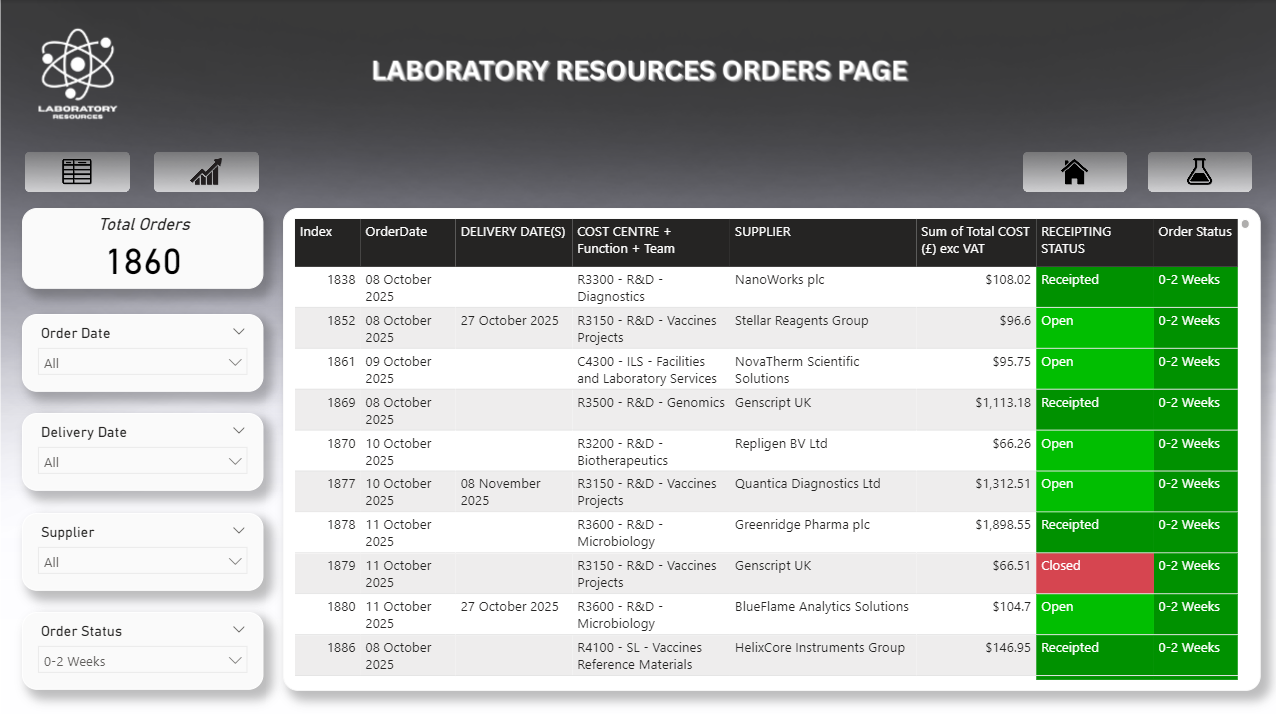 LABORATORY
RESOURCES
LABORATORY RESOURCES ORDERS PAGE
Total Orders
1860
Order Date
All
Delivery Date
All
Supplier
All
Order Status
0-2 Weeks
Index OrderDate DELIVERY DATE(S) COST CENTRE + SUPPLIER Sum of Total COST RECEIPTING Order Status
Function + Team (£) exc VAT STATUS
1838 08 October R3300 - R&D - NanoWorks plc $108.02 Receipted 0-2 Weeks
2025 Diagnostics
1852 08 October 27 October 2025 R3150 - R&D - Vaccines Stellar Reagents Group $96.6 Open 0-2 Weeks
2025 Projects
1861 09 October C4300 - ILS - Facilities NovaTherm Scientific $95.75 Open 0-2 Weeks
2025 and Laboratory Services Solutions
1869 08 October R3500 - R&D - Genomics Genscript UK $1,113.18 Receipted 0-2 Weeks
2025
1870 10 October R3200 - R&D - Repligen BV Ltd $66.26 Open 0-2 Weeks
2025 Biotherapeutics
1877 10 October 08 November R3150 - R&D - Vaccines Quantica Diagnostics Ltd $1,312.51 Open 0-2 Weeks
2025 2025 Projects
1878 11 October R3600 - R&D - Greenridge Pharma plc $1,898.55 Receipted 0-2 Weeks
2025 Microbiology
1879 11 October R3150 - R&D - Vaccines Genscript UK $66.51 Closed 0-2 Weeks
2025 Projects
1880 11 October 27 October 2025 R3600 - R&D - BlueFlame Analytics Solutions $104.7 Open 0-2 Weeks
2025 Microbiology
1886 08 October R4100 - SL - Vaccines HelixCore Instruments Group $146.95 Receipted 0-2 Weeks
2025 Reference Materials